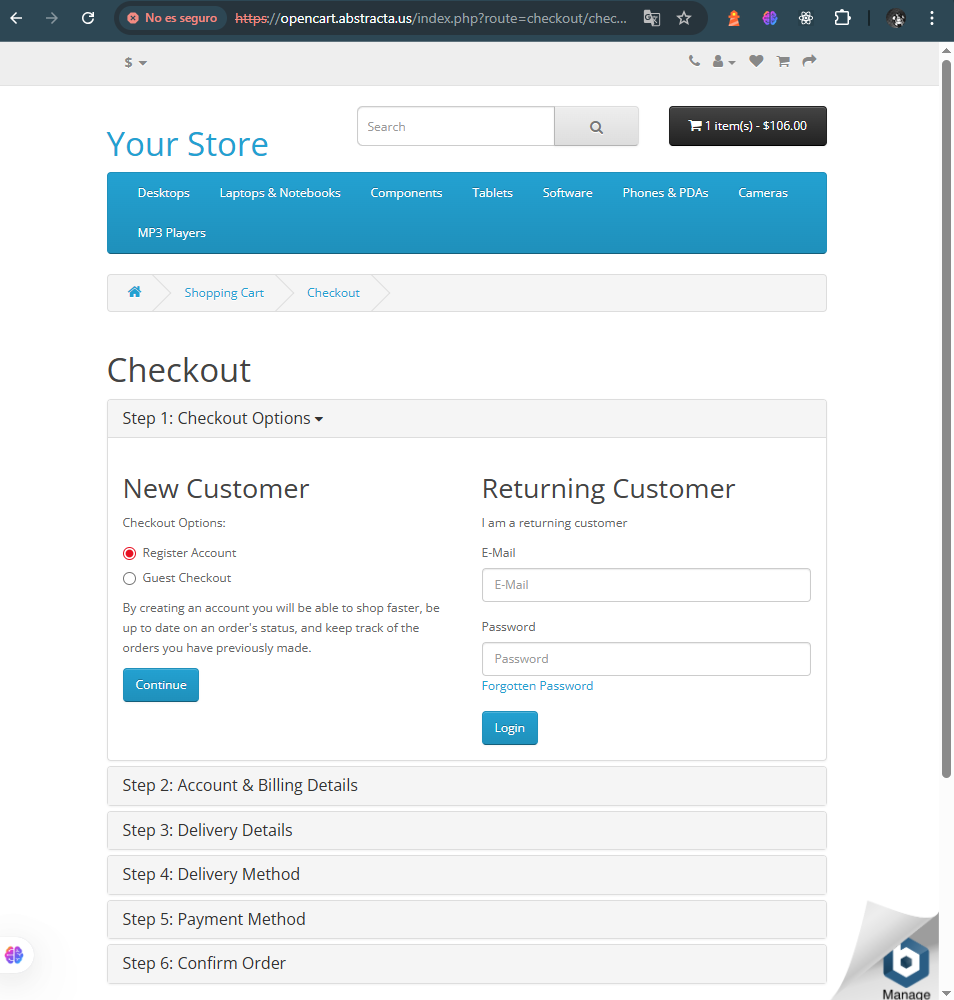 No es seguro https://opencart.abstracta.us/index.php?route=checkout/chec...
$
Your Store
Search
1 item(s) - $106.00
Desktops Laptops & Notebooks Components Tablets Software Phones & PDAs Cameras
MP3 Players
Shopping Cart Checkout
Checkout
Step 1: Checkout Options
New Customer
Checkout Options:
Register Account
Guest Checkout
By creating an account you will be able to shop faster, be
up to date on an order's status, and keep track of the
orders you have previously made.
Continue
Returning Customer
I am a returning customer
E-Mail
E-Mail
Password
Password
Forgotten Password
Login
Step 2: Account & Billing Details
Step 3: Delivery Details
Step 4: Delivery Method
Step 5: Payment Method
Step 6: Confirm Order
b
Manage